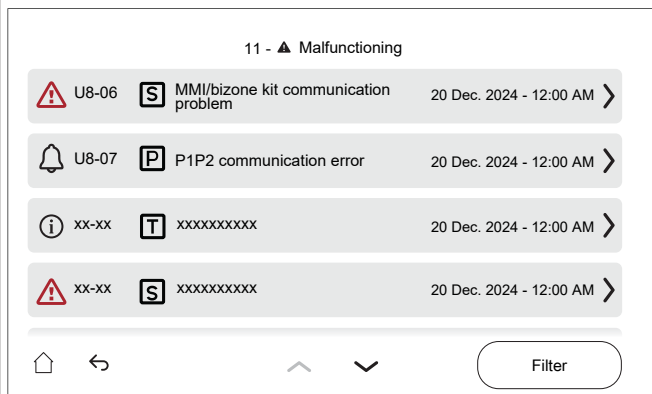 11 - Malfunctioning
U8-06 S MMI/bizone kit communication
problem 20 Dec. 2024 - 12:00 AM
U8-07 P P1P2 communication error 20 Dec. 2024 - 12:00 AM
xx-xx T xxxxxxxxxx 20 Dec. 2024 - 12:00 AM
xx-xx S xxxxxxxxxx 20 Dec. 2024 - 12:00 AM
Filter